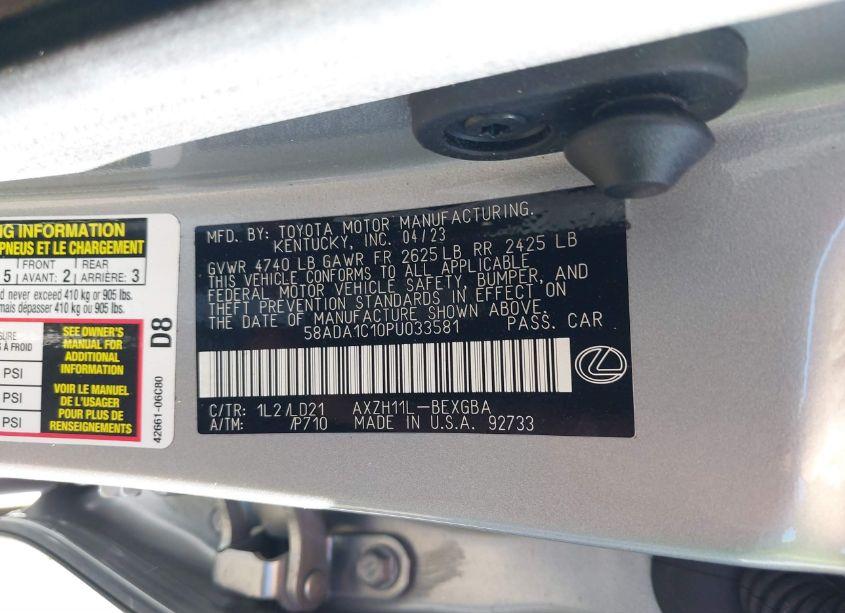 NG INFORMATION
PNEUS ET LE CHARGEMENT
5 FRONT AVANT: 2 REAR ARRIÈRE: 3
d never exceed 410 kg or 905 lbs.
mais dépasser 410 kg ou 905 lbs.
SURE
S A FROID
PSI
PSI
PSI
SEE OWNER'S
MANUAL FOR
ADDITIONAL
INFORMATION
VOIR LE MANUEL
DE L'USAGER
POUR PLUS DE
RENSEIGNEMENTS
D8
42661-06C80
MFD. BY: TOYOTA MOTOR MANUFACTURING,
KENTUCKY, INC. 04/23
GVWR 4740 LB GAWR FR 2625 LB RR 2425 LB
THIS VEHICLE CONFORMS TO ALL APPLICABLE
FEDERAL MOTOR VEHICLE SAFETY, BUMPER, AND
THEFT PREVENTION STANDARDS IN EFFECT ON
THE DATE OF MANUFACTURE SHOWN ABOVE.
58ADA1C10PU033581 PASS. CAR
C/TR: 1L2/LD21 AXZH11L-BEXGBA
A/TM: /P710 MADE IN U.S.A. 92733